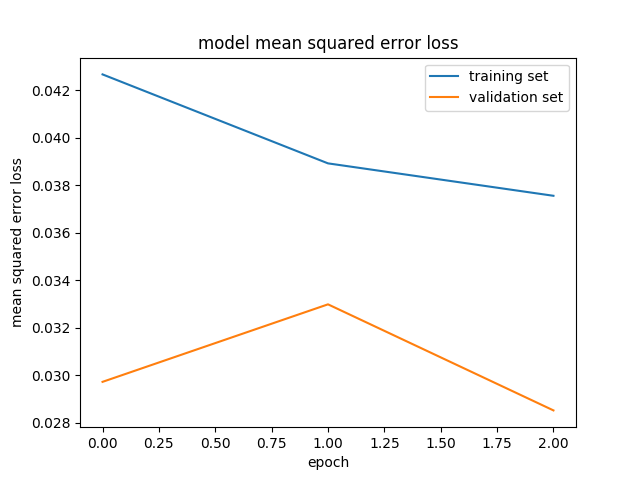 model mean squared error loss
training set
validation set
mean squared error loss
0.042
0.040
0.038
0.036
0.034
0.032
0.030
0.028
0.00 0.25 0.50 0.75 1.00 1.25 1.50 1.75 2.00
epoch